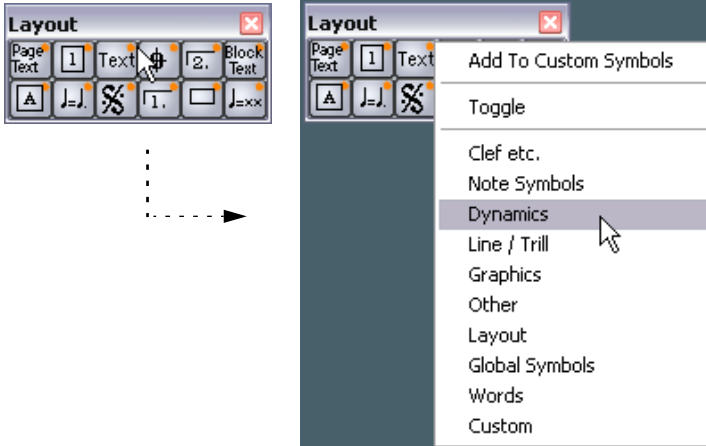 Layout
Page Text 1 Text 2. Block Text
A 1. =xx
Layout
Page Text 1 Text
A
Add To Custom Symbols
Toggle
Clef etc.
Note Symbols
Dynamics
Line / Trill
Graphics
Other
Layout
Global Symbols
Words
Custom